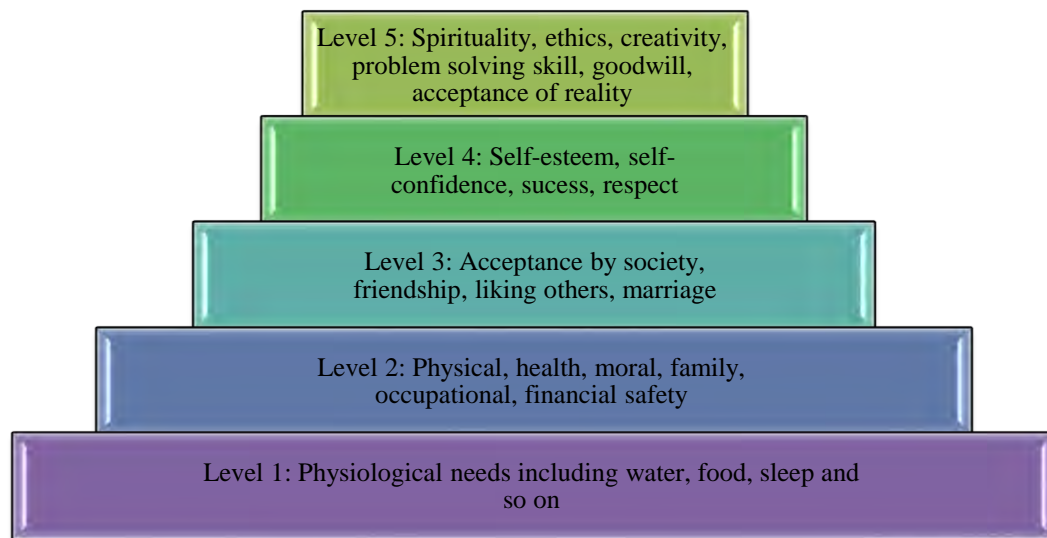 Level 5: Spirituality, ethics, creativity,
problem solving skill, goodwill,
acceptance of reality
Level 4: Self-esteem, self-
confidence, sucess, respect
Level 3: Acceptance by society,
friendship, liking others, marriage
Level 2: Physical, health, moral, family,
occupational, financial safety
Level 1: Physiological needs including water, food, sleep and
so on